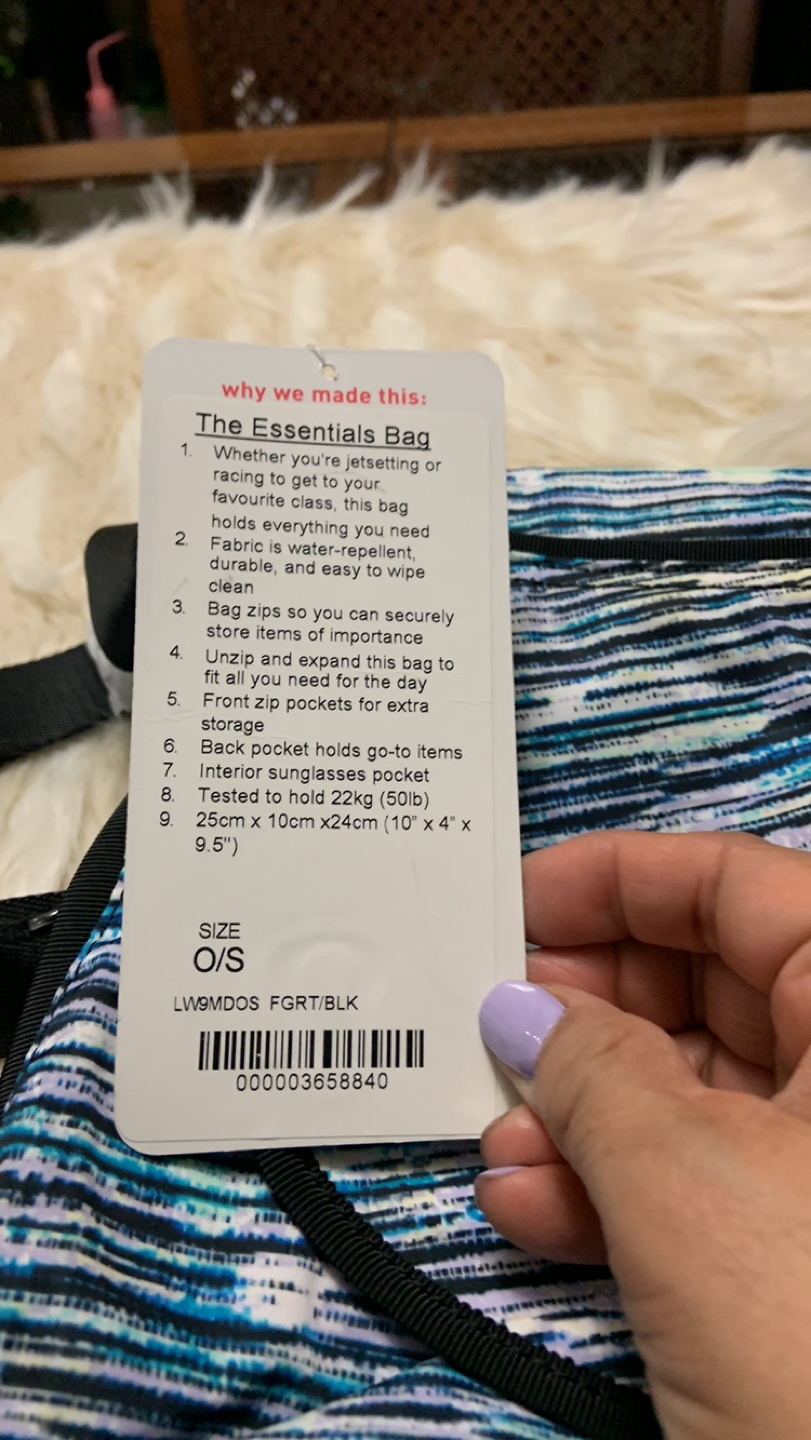 why we made this:
The Essentials Bag
1. Whether you're jetsetting or
racing to get to your
favourite class, this bag
holds everything you need
2. Fabric is water-repellent,
durable, and easy to wipe
clean
3. Bag zips so you can securely
store items of importance
4. Unzip and expand this bag to
fit all you need for the day
5. Front zip pockets for extra
storage
6. Back pocket holds go-to items
7. Interior sunglasses pocket
8. Tested to hold 22kg (50lb)
9. 25cm x 10cm x24cm (10" x 4" x
9.5")
SIZE
O/S
LW9MDOS FGRT/BLK
000003658840